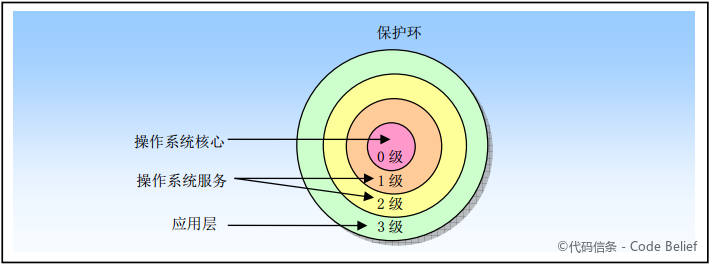 保护环
操作系统核心
0 级
操作系统服务
1 级
2 级
应用层
3 级
©代码信条 - Code Belief